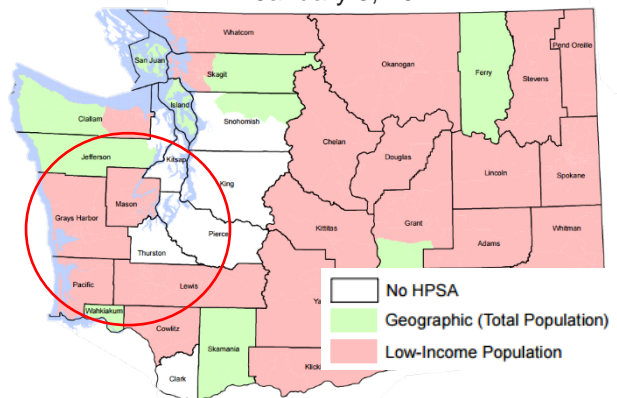 Whatcom
Pend Oreille
San Juan
Okanogan
Skagit
Ferry
Stevens
Island
Clallam
Snohomish
Chelan
Jefferson
Kitsap
Douglas
King
Lincoln
Spokane
Mason
Grays Harbor
Grant
Pierce
Kittitas
Whitman
Adams
Thurston
Pacific
Lewis
No HPSA
Wahkiakum
Geographic (Total Population)
Cowlitz
Skamania
Low-Income Population
Clark